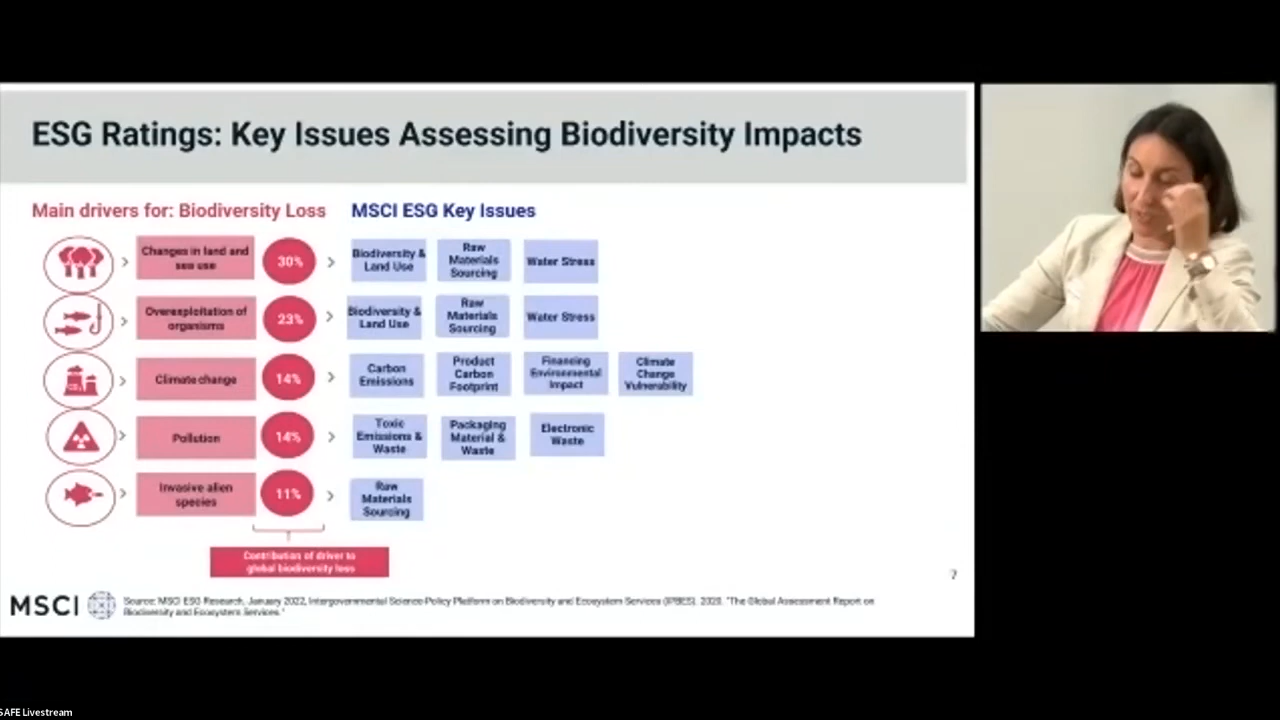 ESG Ratings: Key Issues Assessing Biodiversity Impacts
Main drivers for: Biodiversity Loss
MSCI ESG Key Issues
Changes in land and
sea use
30%
Biodiversity &
Land Use
Raw
Materials
Sourcing
Water Stress
Overexploitation of
organisms
23%
Biodiversity &
Land Use
Raw
Materials
Sourcing
Water Stress
Climate change
14%
Carbon
Emissions
Product
Carbon
Footprint
Financing
Environmental
Impact
Climate
Change
Vulnerability
Pollution
14%
Toxic
Emissions &
Waste
Packaging
Material &
Waste
Electronic
Waste
Invasive alien
species
11%
Raw
Materials
Sourcing
Contribution of driver to
global biodiversity loss
7
MSCI
Source: MSCI ESG Research, January 2022, Intergovernmental Science-Policy Platform on Biodiversity and Ecosystem Services (IPBES). 2020. "The Global Assessment Report on
Biodiversity and Ecosystem Services."
SAFE Livestream